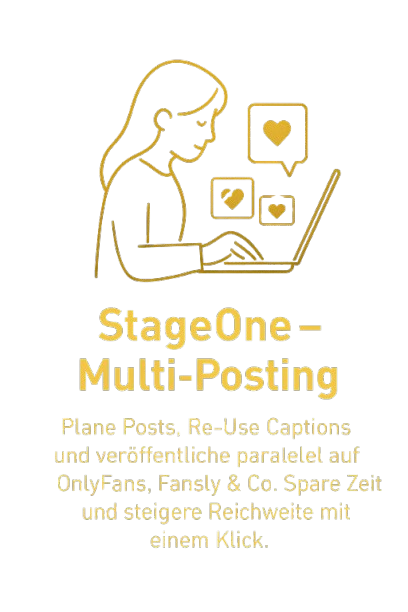 StageOne –
Multi-Posting
Plane Posts, Re-Use Captions
und veröffentliche paralelel auf
OnlyFans, Fansly & Co. Spare Zeit
und steigere Reichweite mit
einem Klick.